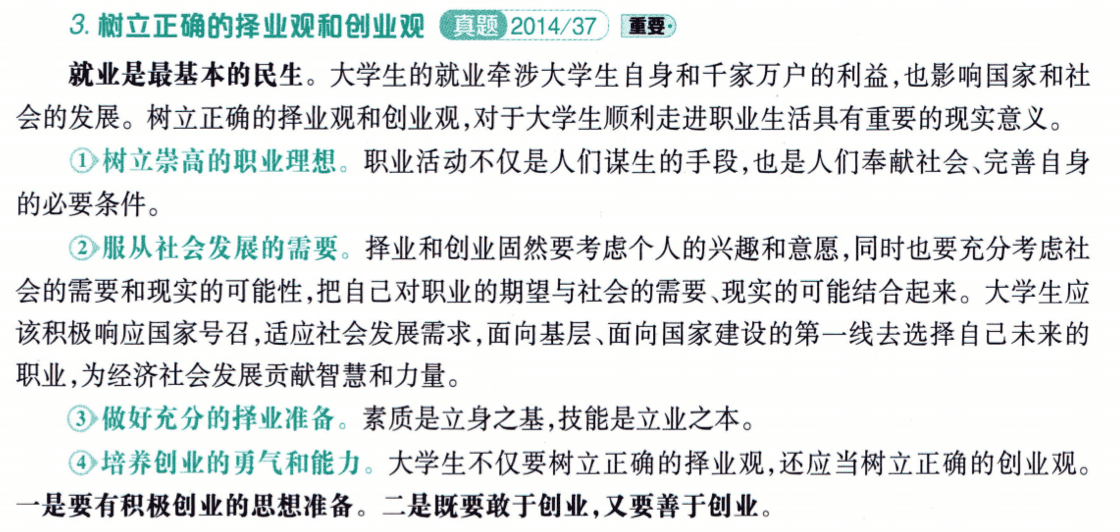 3. 树立正确的择业观和创业观 真题 2014/37 重要
就业是最基本的民生。大学生的就业牵涉大学生自身和千家万户的利益,也影响国家和社
会的发展。树立正确的择业观和创业观,对于大学生顺利走进职业生活具有重要的现实意义。
①树立崇高的职业理想。职业活动不仅是人们谋生的手段,也是人们奉献社会、完善自身
的必要条件。
②服从社会发展的需要。择业和创业固然要考虑个人的兴趣和意愿,同时也要充分考虑社
会的需要和现实的可能性,把自己对职业的期望与社会的需要、现实的可能结合起来。大学生应
该积极响应国家号召,适应社会发展需求,面向基层、面向国家建设的第一线去选择自己未来的
职业,为经济社会发展贡献智慧和力量。
③做好充分的择业准备。素质是立身之基,技能是立业之本。
④培养创业的勇气和能力。大学生不仅要树立正确的择业观,还应当树立正确的创业观。
一是要有积极创业的思想准备。二是既要敢于创业,又要善于创业。